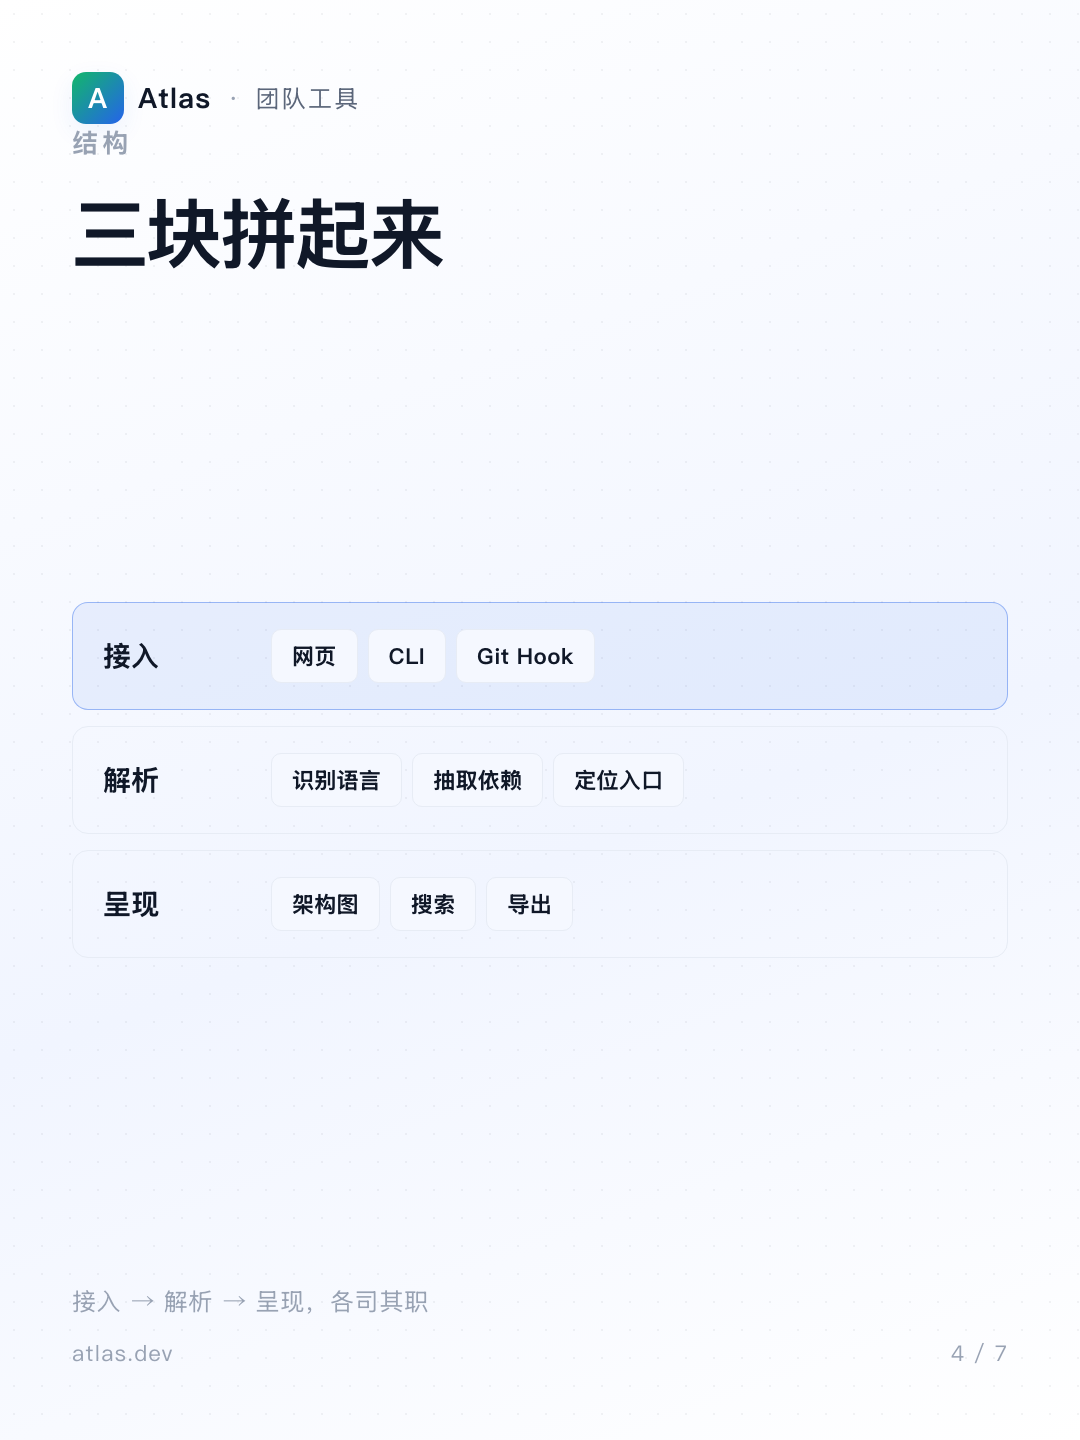 A Atlas · 团队工具
结构
三块拼起来
接入 网页 CLI Git Hook
解析 识别语言 抽取依赖 定位入口
呈现 架构图 搜索 导出
接入 → 解析 → 呈现，各司其职
atlas.dev 4 / 7